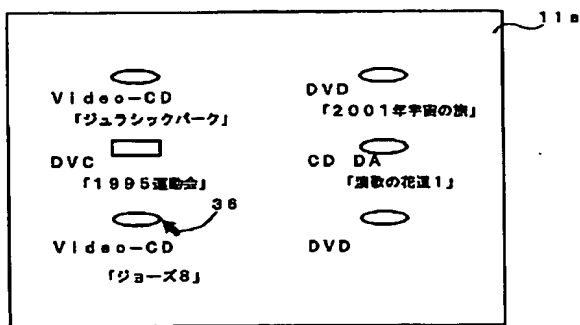 11a
Video-CD
「ジュラシックパーク」
DVD
「2001年宇宙の旅」
DVC
「1995運動会」
CD DA
「演歌の花道1」
36
Video-CD
「ジョーズ8」
DVD